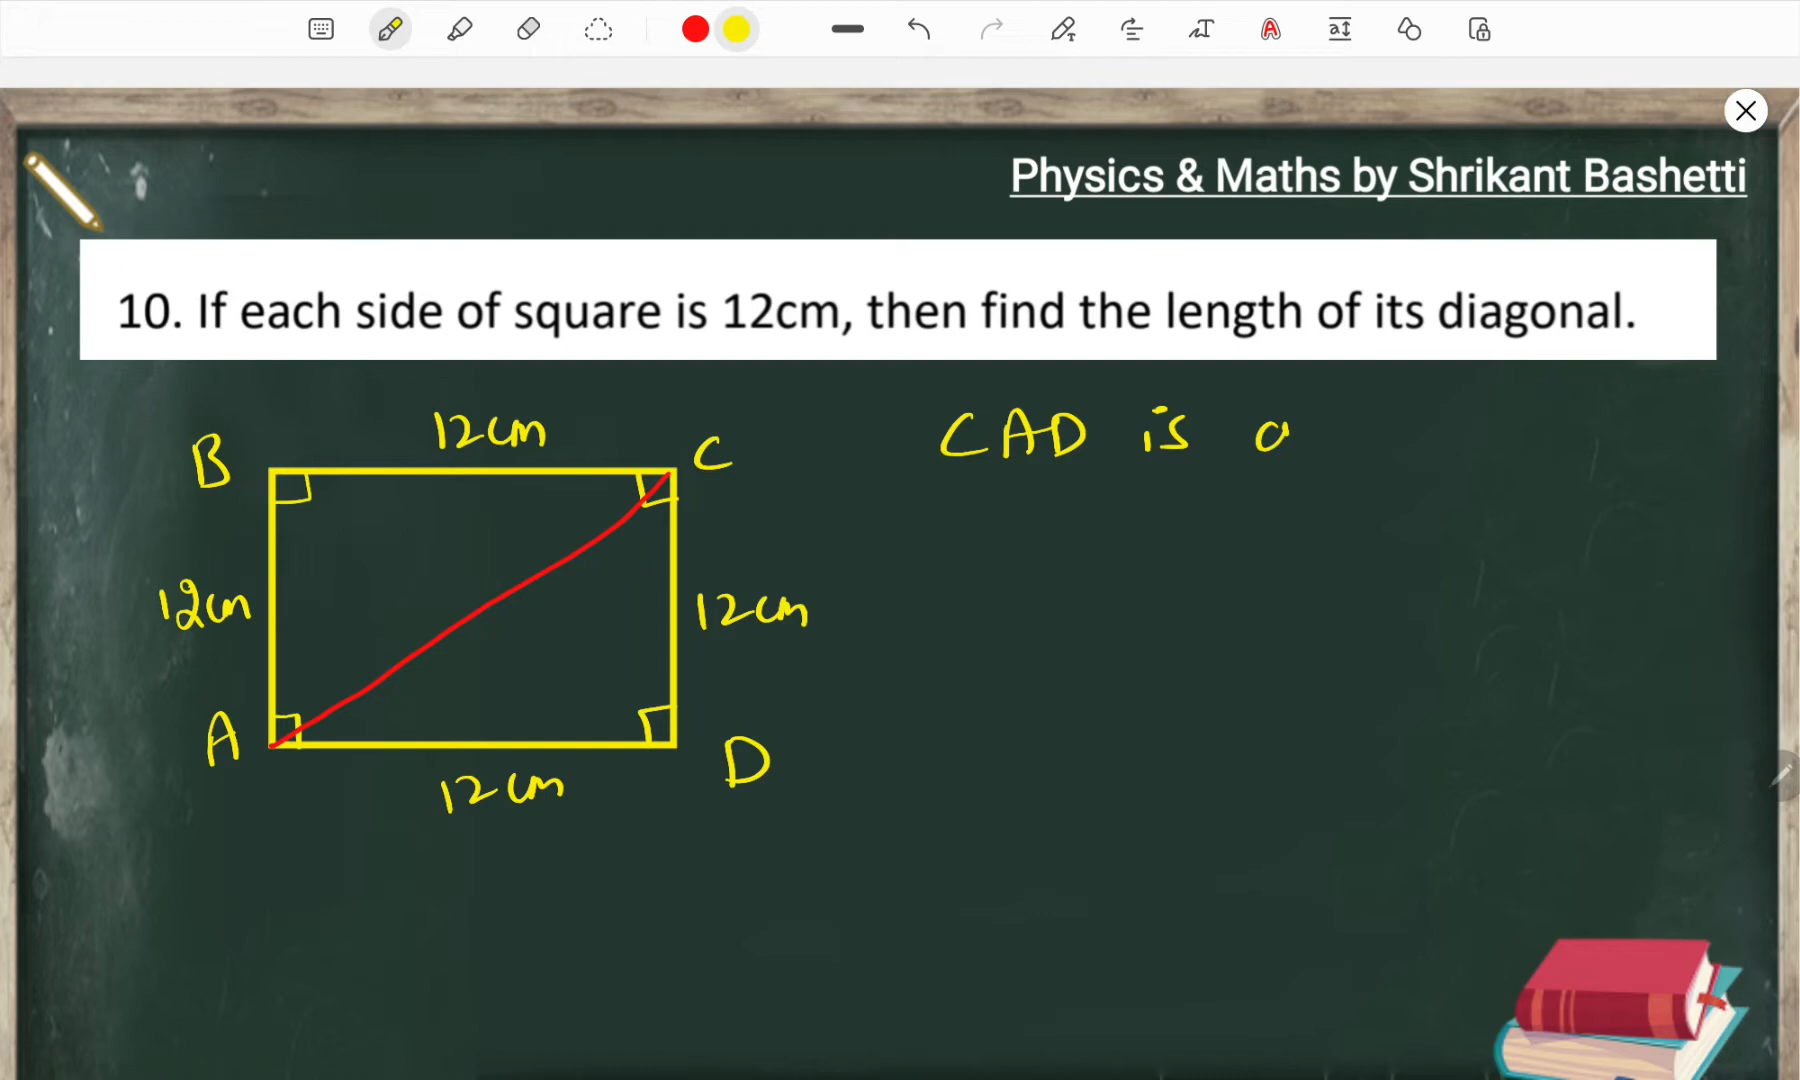 Physics & Maths by Shrikant Bashetti
10. If each side of square is 12cm, then find the length of its diagonal.
12cm
B
C
CAD is a
12cm
12cm
A
D
12cm